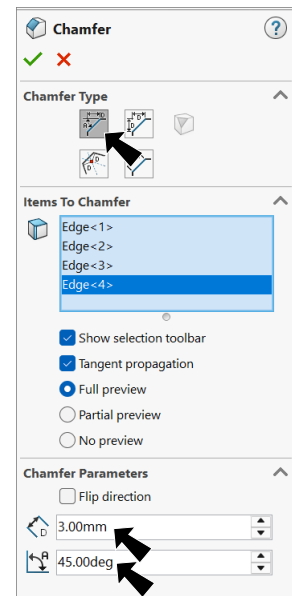 Chamfer
?
Chamfer Type
Items To Chamfer
Edge<1>
Edge<2>
Edge<3>
Edge<4>
Show selection toolbar
Tangent propagation
Full preview
Partial preview
No preview
Chamfer Parameters
Flip direction
D 3.00mm
A 45.00deg